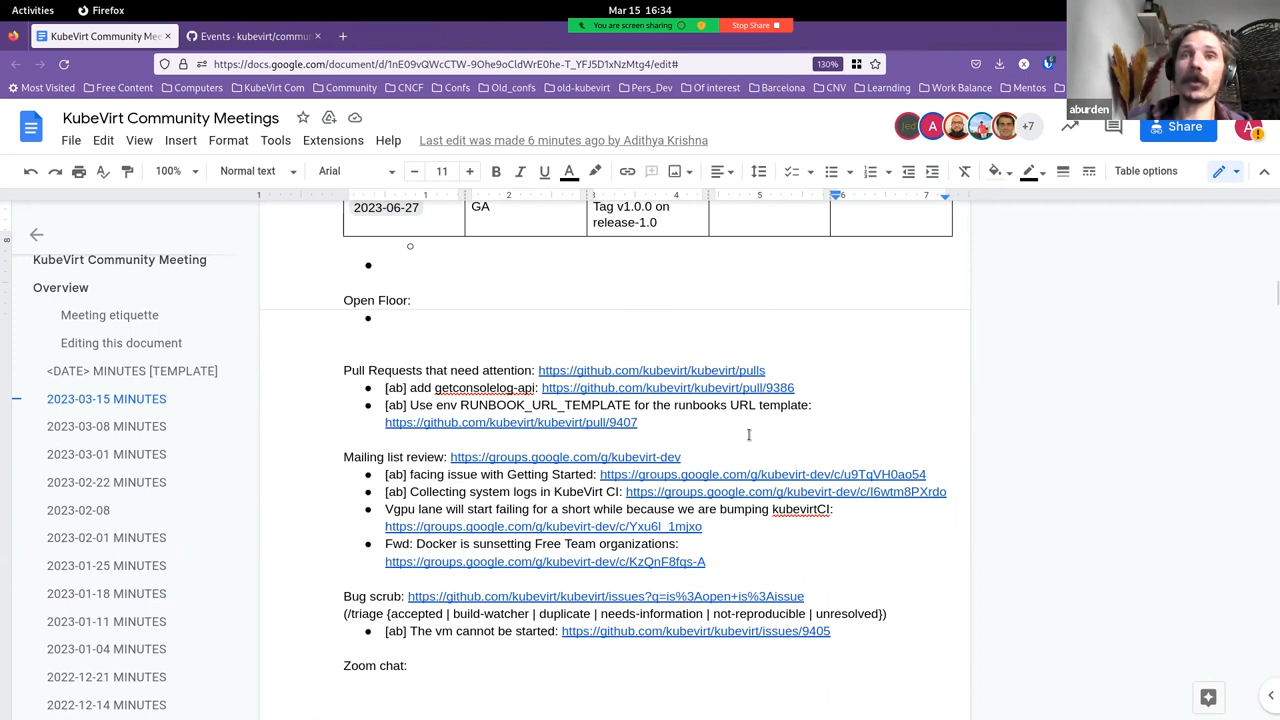 Activities
Firefox
Mar 15 16:34
You are screen sharing
Stop Share
KubeVirt Community Mee
Events · kubevirt/commu
https://docs.google.com/document/d/1nE09vQWcCTW-9Ohe9oCldWrE0he-T_YFJ5D1xNzMtg4/edit#
130%
Most Visited
Free Content
Computers
KubeVirt Com
Community
CNCF
Confs
Old_confs
old-kubevirt
Pers_Dev
Of interest
Barcelona
CNV
Learnding
Work Balance
Mentos
aburden
KubeVirt Community Meetings
Jed
A
+7
Share
A
File Edit View Insert Format Tools Extensions Help
Last edit was made 6 minutes ago by Adithya Krishna
100%
Normal text
Arial
11
Table options
1 1 2 3 4 5 6 7
2023-06-27
GA
Tag v1.0.0 on
release-1.0
KubeVirt Community Meeting
Overview
Meeting etiquette
Editing this document
<DATE> MINUTES [TEMPLATE]
2023-03-15 MINUTES
2023-03-08 MINUTES
2023-03-01 MINUTES
2023-02-22 MINUTES
2023-02-08
2023-02-01 MINUTES
2023-01-25 MINUTES
2023-01-18 MINUTES
2023-01-11 MINUTES
2023-01-04 MINUTES
2022-12-21 MINUTES
2022-12-14 MINUTES
Open Floor:
Pull Requests that need attention: https://github.com/kubevirt/kubevirt/pulls
[ab] add getconsolelog-api: https://github.com/kubevirt/kubevirt/pull/9386
[ab] Use env RUNBOOK_URL_TEMPLATE for the runbooks URL template:
https://github.com/kubevirt/kubevirt/pull/9407
Mailing list review: https://groups.google.com/g/kubevirt-dev
[ab] facing issue with Getting Started: https://groups.google.com/g/kubevirt-dev/c/u9TqVH0ao54
[ab] Collecting system logs in KubeVirt CI: https://groups.google.com/g/kubevirt-dev/c/I6wtm8PXrdo
Vgpu lane will start failing for a short while because we are bumping kubevirtCI:
https://groups.google.com/g/kubevirt-dev/c/Yxu6l_1mjxo
Fwd: Docker is sunsetting Free Team organizations:
https://groups.google.com/g/kubevirt-dev/c/KzQnF8fqs-A
Bug scrub: https://github.com/kubevirt/kubevirt/issues?q=is%3Aopen+is%3Aissue
(/triage {accepted | build-watcher | duplicate | needs-information | not-reproducible | unresolved})
[ab] The vm cannot be started: https://github.com/kubevirt/kubevirt/issues/9405
Zoom chat: